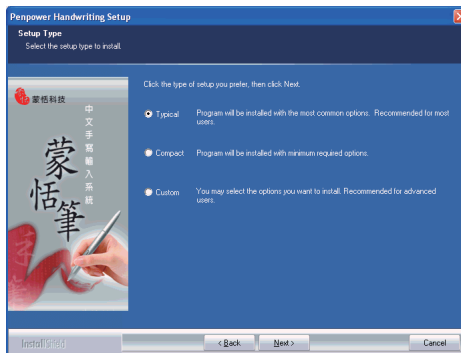 Penpower Handwriting Setup
Setup Type
Select the setup type to install.
Click the type of setup you prefer, then click Next.
蒙恬科技
中文手寫輸入系統
蒙恬筆
Typical
Program will be installed with the most common options. Recommended for most
users.
Compact
Program will be installed with minimum required options.
Custom
You may select the options you want to install. Recommended for advanced
users.
InstallShield
< Back
Next >
Cancel